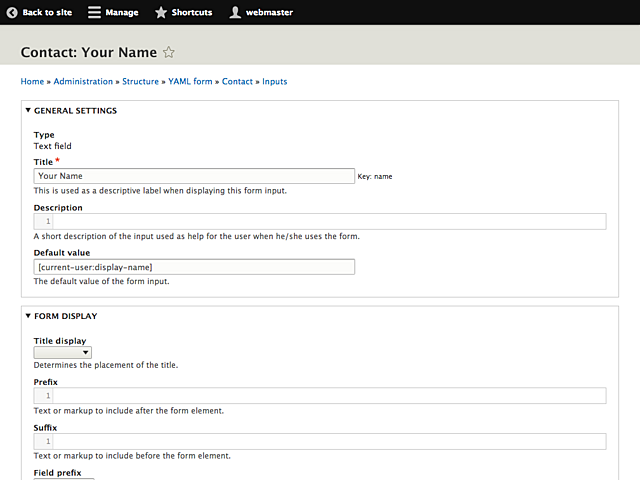 Back to site Manage Shortcuts webmaster
Contact: Your Name
Home » Administration » Structure » YAML form » Contact » Inputs
GENERAL SETTINGS
Type
Text field
Title *
Your Name Key: name
This is used as a descriptive label when displaying this form input.
Description
1
A short description of the input used as help for the user when he/she uses the form.
Default value
[current-user:display-name]
The default value of the form input.
FORM DISPLAY
Title display
Determines the placement of the title.
Prefix
1
Text or markup to include after the form element.
Suffix
1
Text or markup to include before the form element.
Field prefix